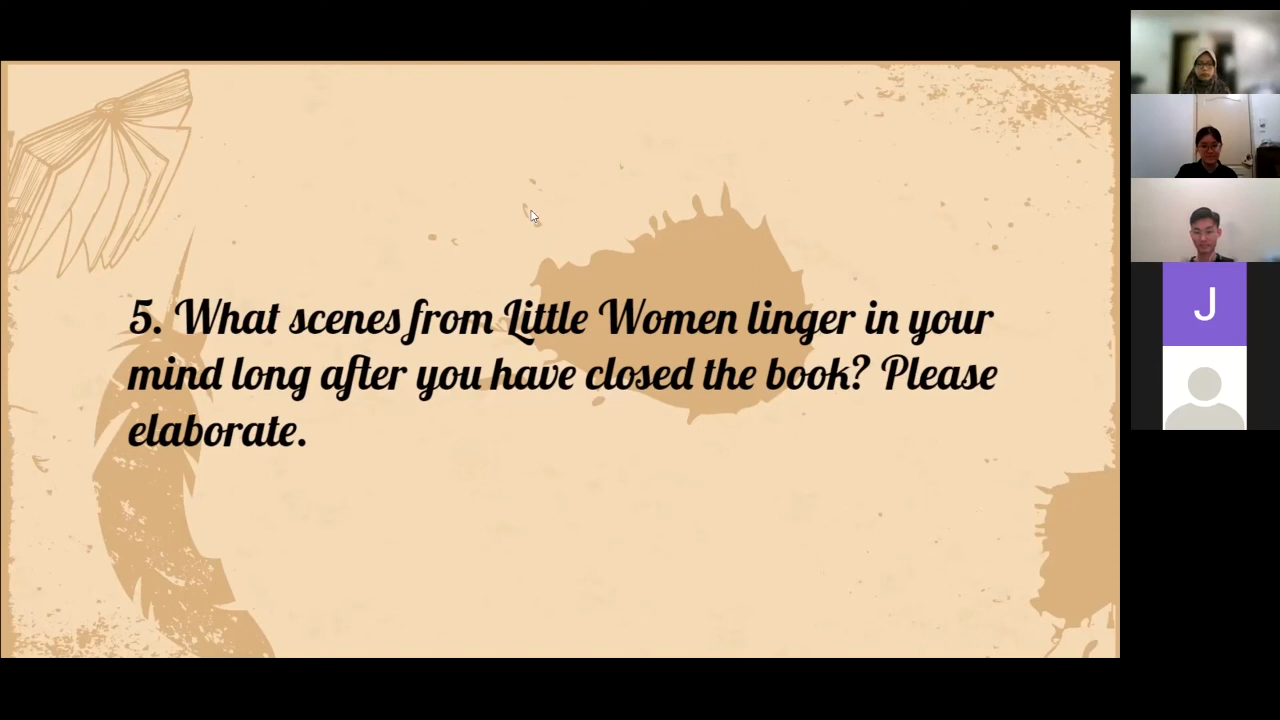 5. What scenes from Little Women linger in your
mind long after you have closed the book? Please
elaborate.
J